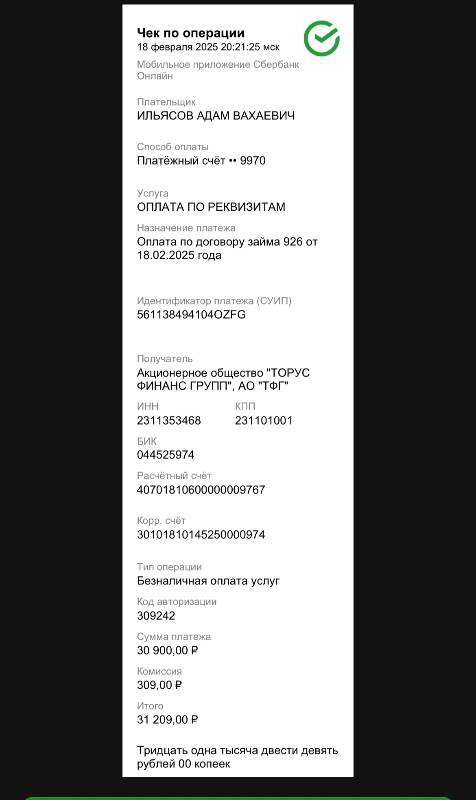 Чек по операции
18 февраля 2025 20:21:25 мск
Мобильное приложение Сбербанк
Онлайн
Плательщик
ИЛЬЯСОВ АДАМ ВАХАЕВИЧ
Способ оплаты
Платёжный счёт •• 9970
Услуга
ОПЛАТА ПО РЕКВИЗИТАМ
Назначение платежа
Оплата по договору займа 926 от
18.02.2025 года
Идентификатор платежа (СУИП)
561138494104OZFG
Получатель
Акционерное общество "ТОРУС
ФИНАНС ГРУПП", АО "ТФГ"
ИНН КПП
2311353468 231101001
БИК
044525974
Расчётный счёт
40701810600000009767
Корр. счёт
30101810145250000974
Тип операции
Безналичная оплата услуг
Код авторизации
309242
Сумма платежа
30 900,00 ₽
Комиссия
309,00 ₽
Итого
31 209,00 ₽
Тридцать одна тысяча двести девять
рублей 00 копеек